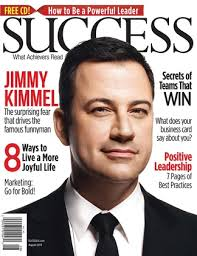 FREE CD! How to Be a Powerful Leader
SUCCESS
What Achievers Read
JIMMY
KIMMEL
The surprising fear
that drives the
famous funnyman
8 Ways to
Live a More
Joyful Life
Marketing:
Go for Bold!
Secrets of
Teams That
WIN
What does your
business card
say about you?
Positive
Leadership
7 Pages of
Best Practices